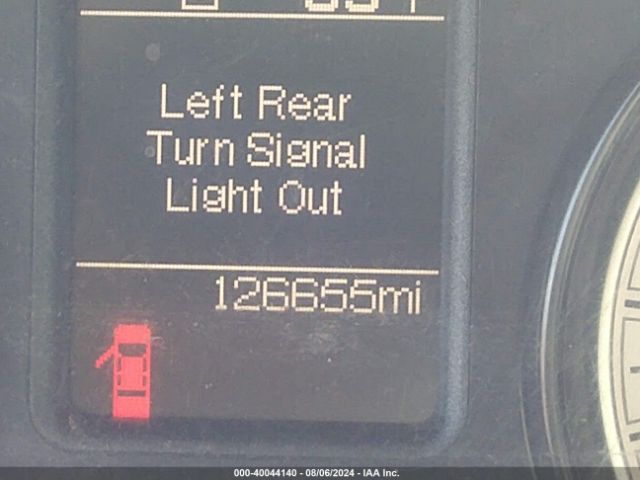 Left Rear
Turn Signal
Light Out
126655mi
000-40044140 - 08/06/2024 - IAA Inc.